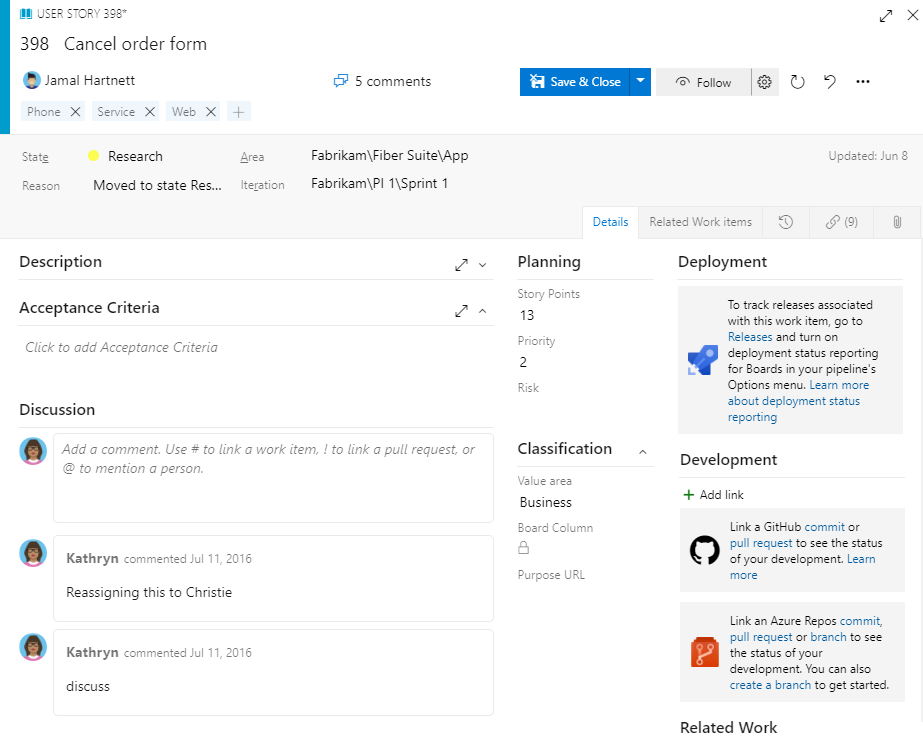 USER STORY 398*
398 Cancel order form
Jamal Hartnett
5 comments
Save & Close
Follow
Phone
Service
Web
State
Research
Area
Fabrikam\Fiber Suite\App
Updated: Jun 8
Reason
Moved to state Res...
Iteration
Fabrikam\PI 1\Sprint 1
Details
Related Work items
(9)
Description
Acceptance Criteria
Click to add Acceptance Criteria
Discussion
Add a comment. Use # to link a work item, ! to link a pull request, or
@ to mention a person.
Kathryn commented Jul 11, 2016
Reassigning this to Christie
Kathryn commented Jul 11, 2016
discuss
Planning
Story Points
13
Priority
2
Risk
Classification
Value area
Business
Board Column
Purpose URL
Deployment
To track releases associated
with this work item, go to
Releases and turn on
deployment status reporting
for Boards in your pipeline's
Options menu. Learn more
about deployment status
reporting
Development
Add link
Link a GitHub commit or
pull request to see the status
of your development. Learn
more
Link an Azure Repos commit,
pull request or branch to see
the status of your
development. You can also
create a branch to get started.
Related Work